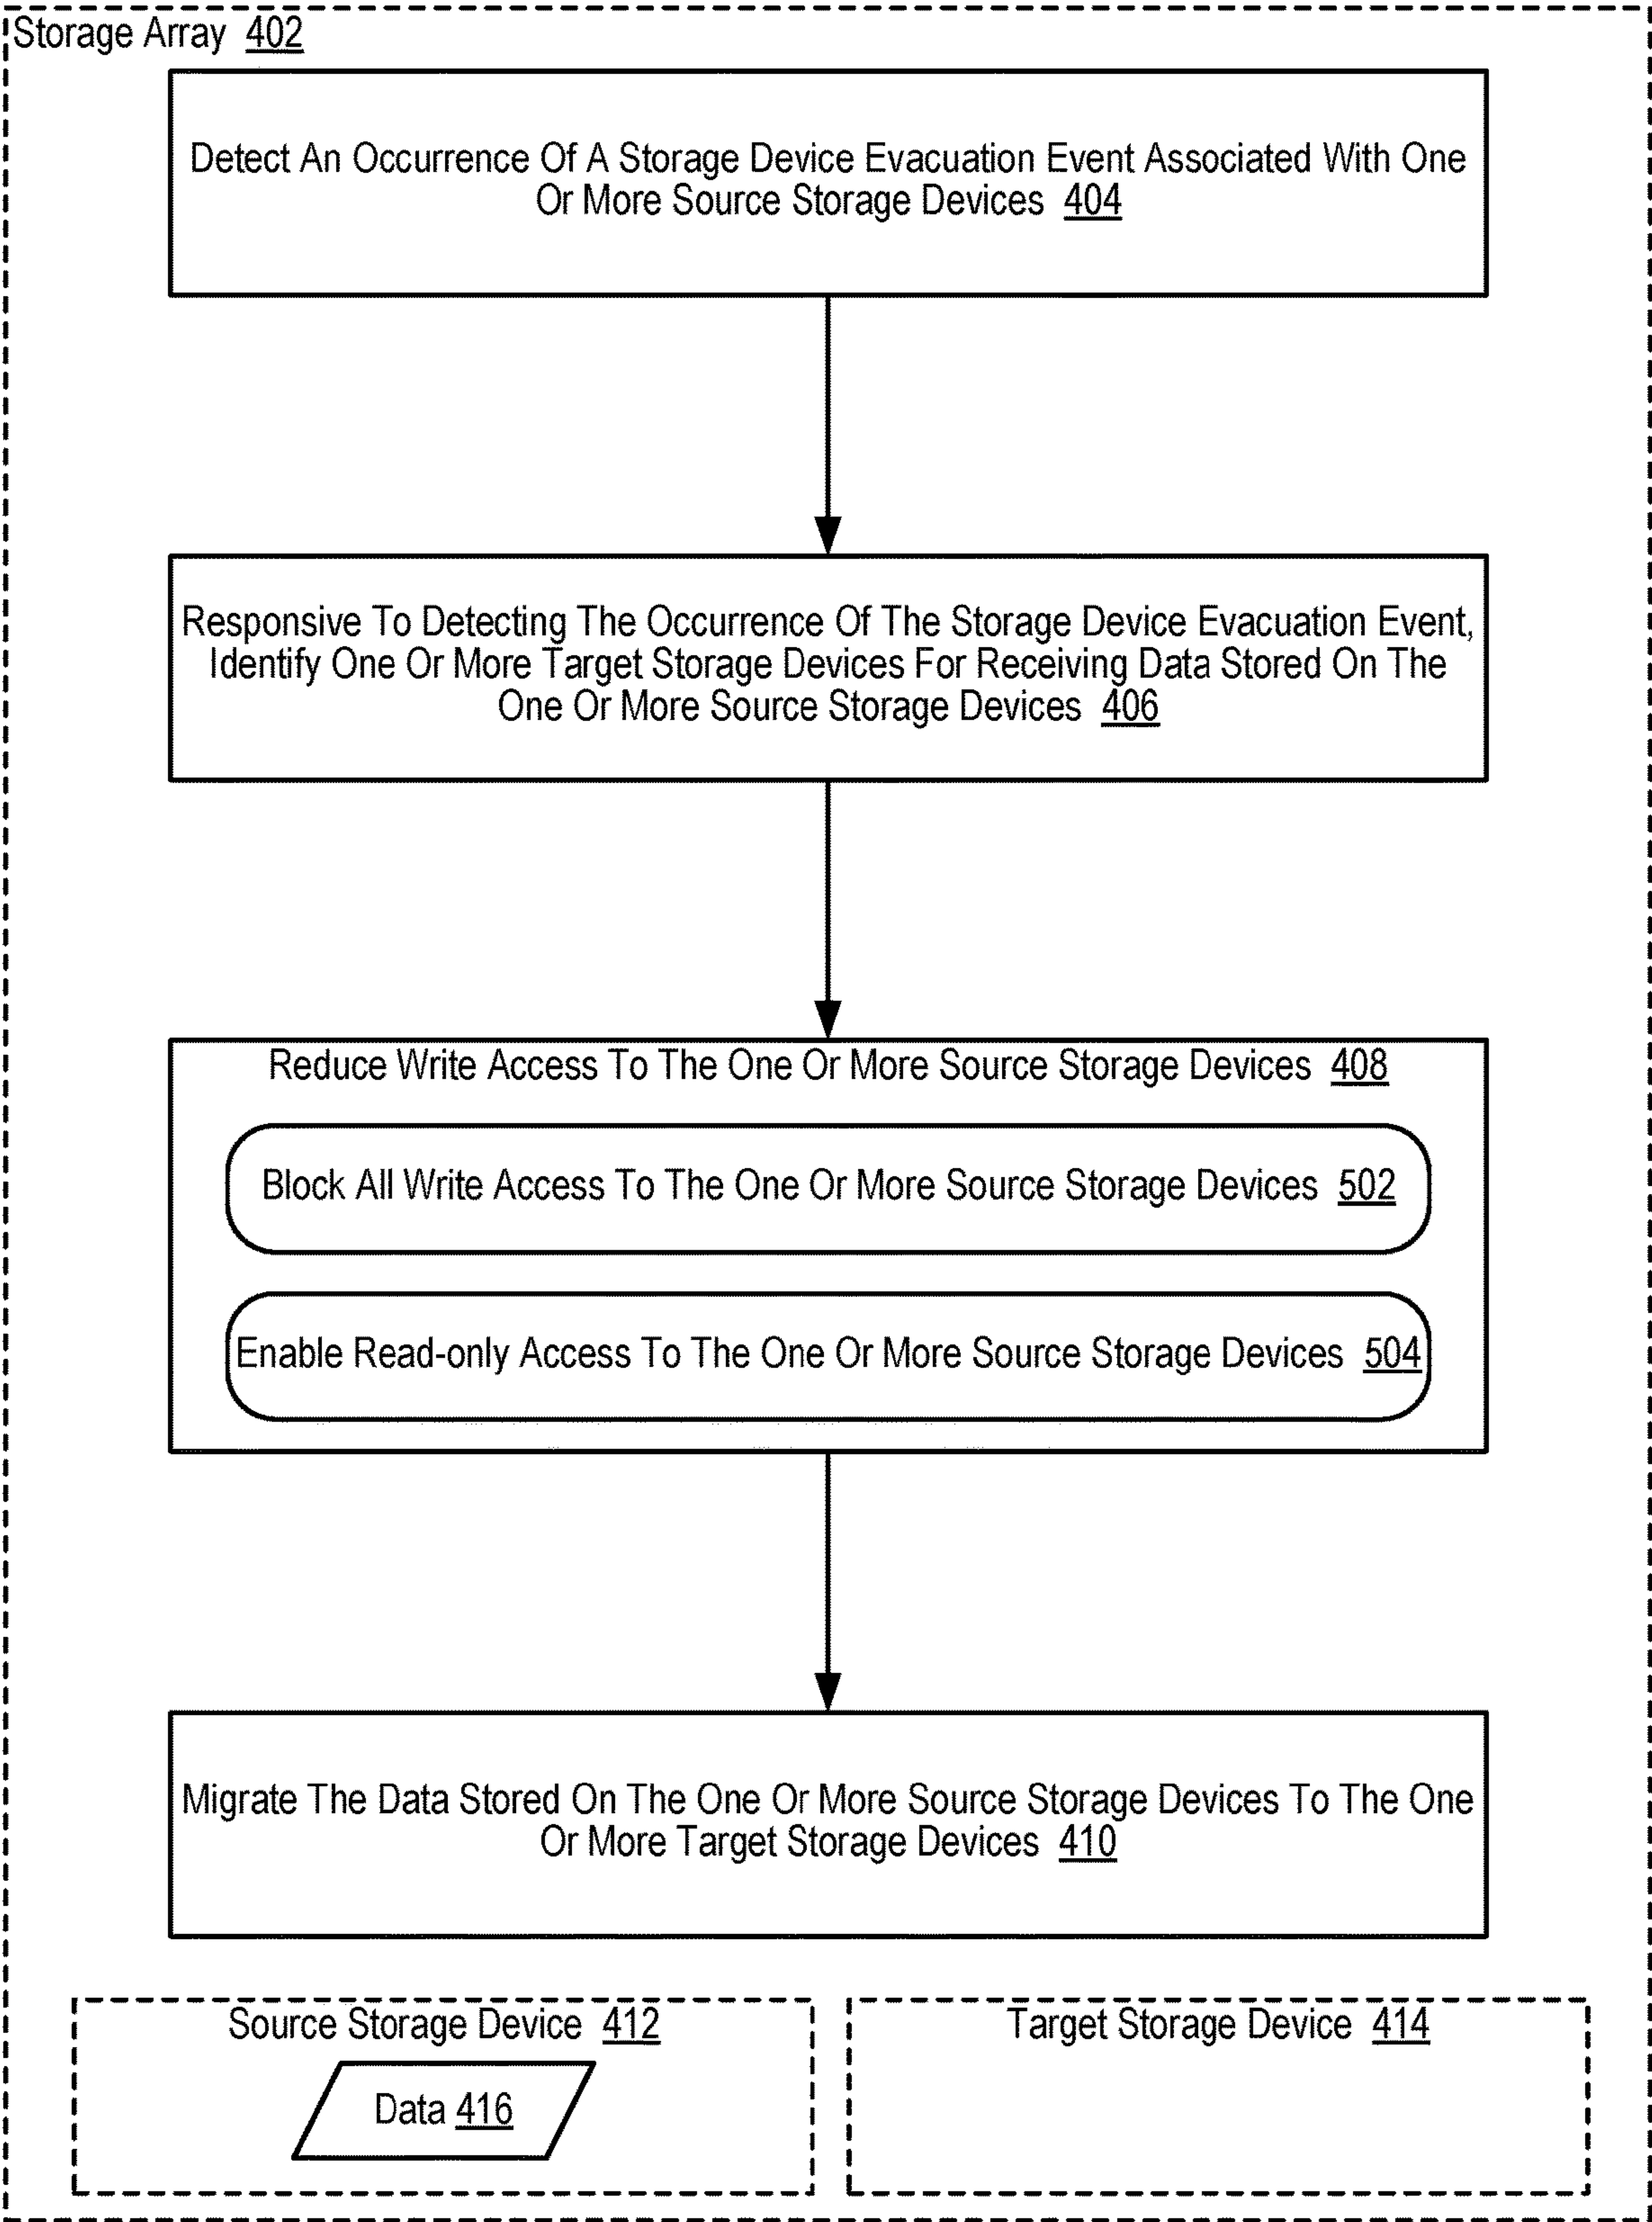 Storage Array 402
Detect An Occurrence Of A Storage Device Evacuation Event Associated With One
Or More Source Storage Devices 404
Responsive To Detecting The Occurrence Of The Storage Device Evacuation Event,
Identify One Or More Target Storage Devices For Receiving Data Stored On The
One Or More Source Storage Devices 406
Reduce Write Access To The One Or More Source Storage Devices 408
Block All Write Access To The One Or More Source Storage Devices 502
Enable Read-only Access To The One Or More Source Storage Devices 504
Migrate The Data Stored On The One Or More Source Storage Devices To The One
Or More Target Storage Devices 410
Source Storage Device 412
Data 416
Target Storage Device 414